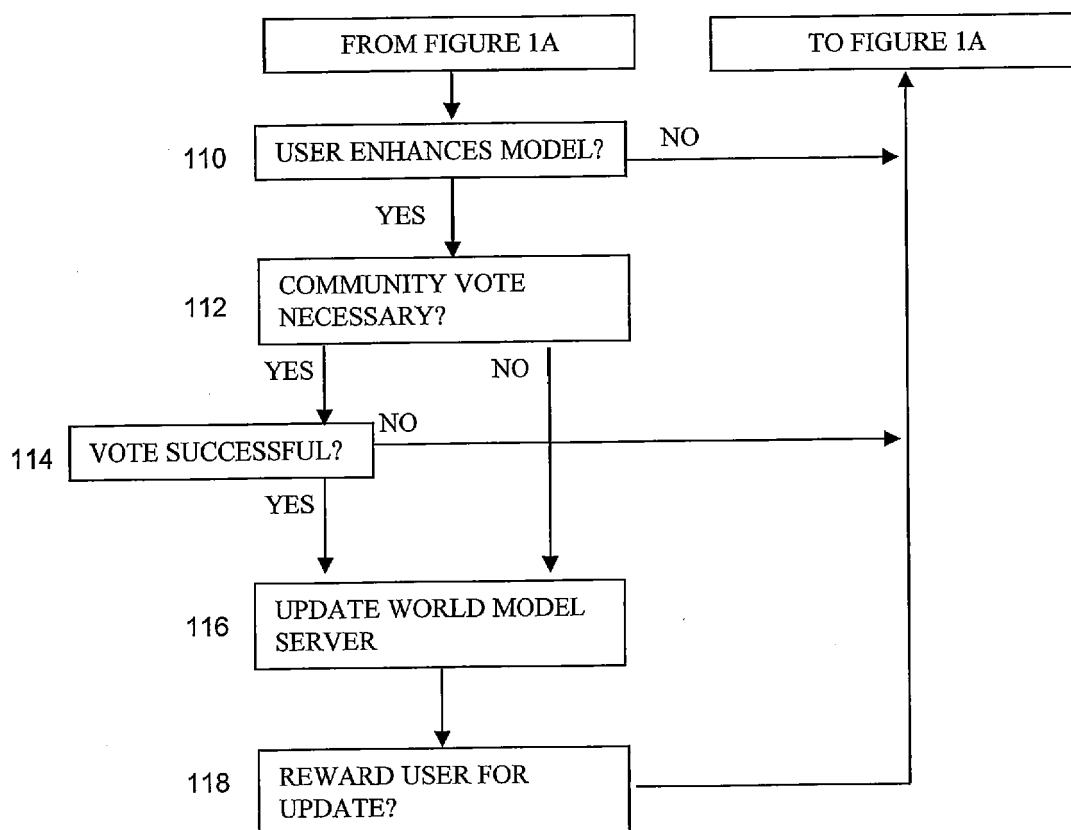 FROM FIGURE 1A
TO FIGURE 1A
110
USER ENHANCES MODEL?
NO
YES
112
COMMUNITY VOTE
NECESSARY?
YES
NO
114
VOTE SUCCESSFUL?
NO
YES
116
UPDATE WORLD MODEL
SERVER
118
REWARD USER FOR
UPDATE?